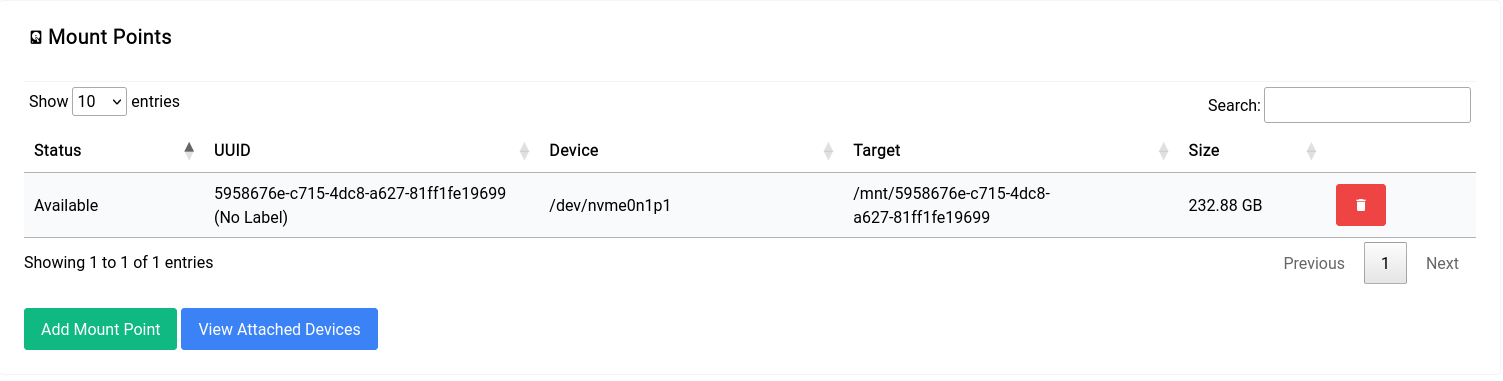 Mount Points
Show 10 entries
Search:
Status UUID Device Target Size
Available 5958676e-c715-4dc8-a627-81ff1fe19699 (No Label) /dev/nvme0n1p1 /mnt/5958676e-c715-4dc8-a627-81ff1fe19699 232.88 GB
Showing 1 to 1 of 1 entries
Previous 1 Next
Add Mount Point View Attached Devices